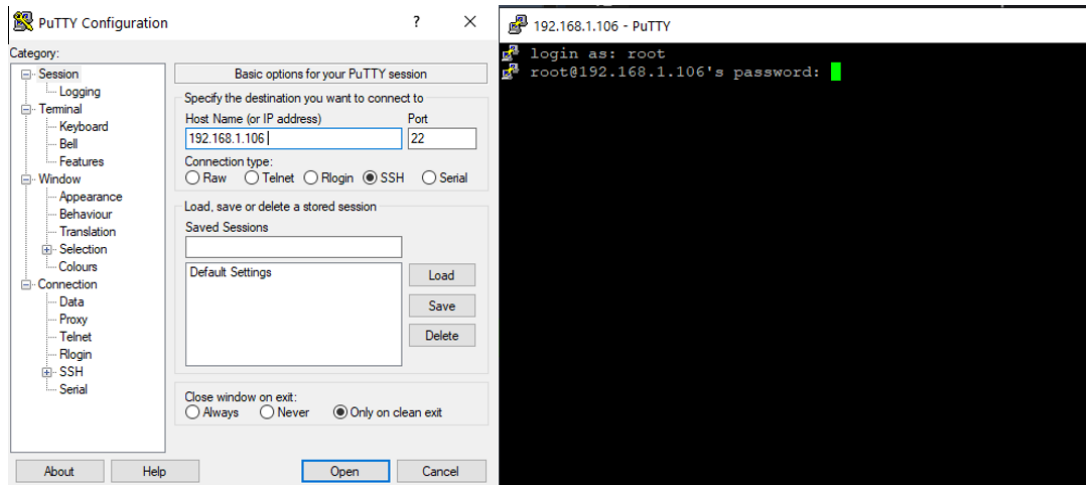 PuTTY Configuration
?
Category:
Session
Logging
Terminal
Keyboard
Bell
Features
Window
Appearance
Behaviour
Translation
Selection
Colours
Connection
Data
Proxy
Telnet
Rlogin
SSH
Serial
Basic options for your PuTTY session
Specify the destination you want to connect to
Host Name (or IP address) Port
192.168.1.106 22
Connection type:
Raw Telnet Rlogin SSH Serial
Load, save or delete a stored session
Saved Sessions
Default Settings
Load
Save
Delete
Close window on exit:
Always Never Only on clean exit
About Help Open Cancel
192.168.1.106 - PuTTY
login as: root
root@192.168.1.106's password: